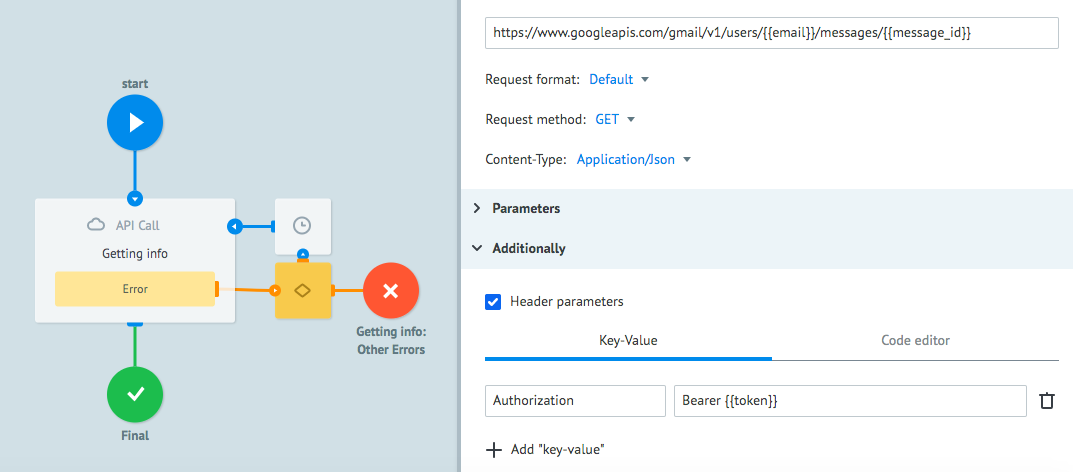 start
API Call
Getting info
Error
Getting info:
Other Errors
Final
https://www.googleapis.com/gmail/v1/users/{{email}}/messages/{{message_id}}
Request format: Default
Request method: GET
Content-Type: Application/Json
Parameters
Additionally
Header parameters
Key-Value Code editor
Authorization Bearer {{token}}
Add "key-value"